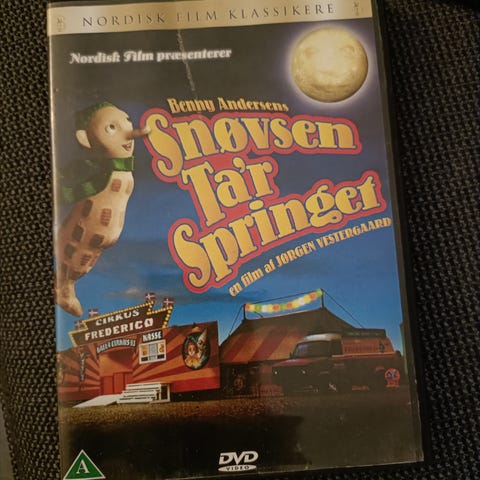 NORDISK FILM KLASSIKERE
Nordisk Film præsenterer
Benny Andersens
Snøvsen
Ta'r
Springet
en film af JØRGEN VESTERGAARD
CIRKUS
FREDERICO
KASSE
A
DVD
VIDEO